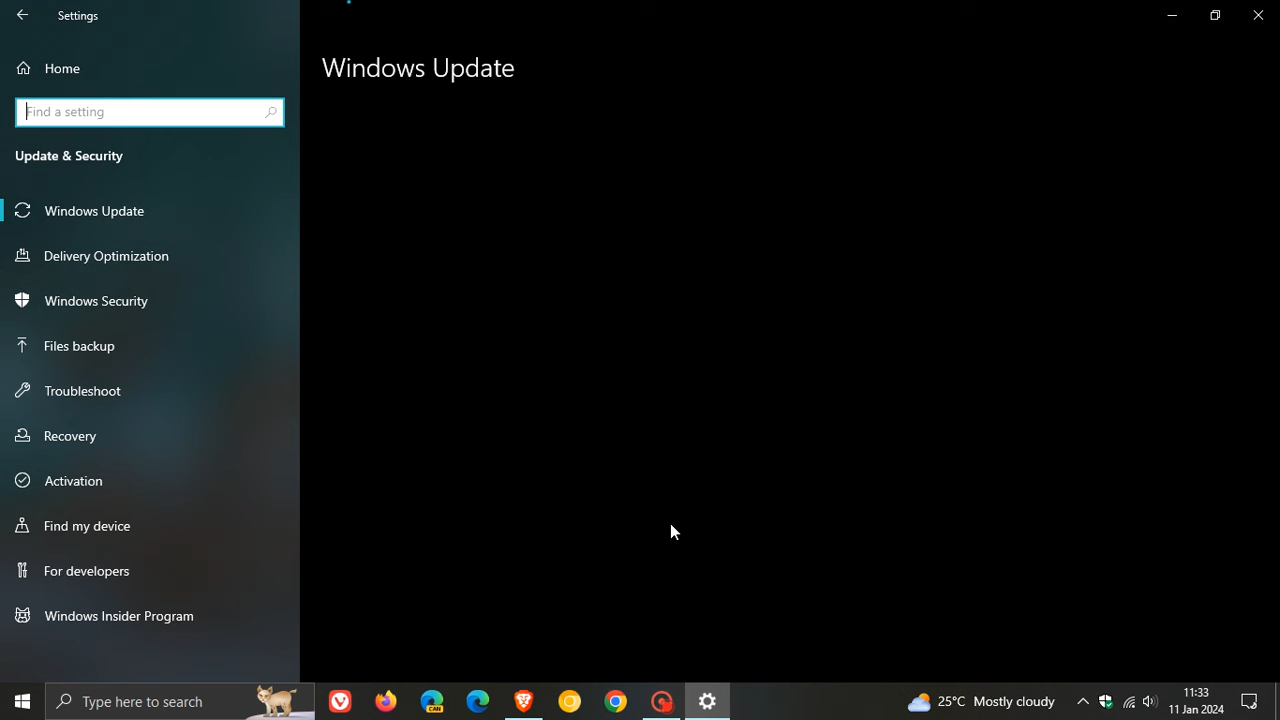 Settings
Home
Find a setting
Update & Security
Windows Update
Delivery Optimization
Windows Security
Files backup
Troubleshoot
Recovery
Activation
Find my device
For developers
Windows Insider Program
Windows Update
Type here to search
CAN
25°C Mostly cloudy
11:33
11 Jan 2024